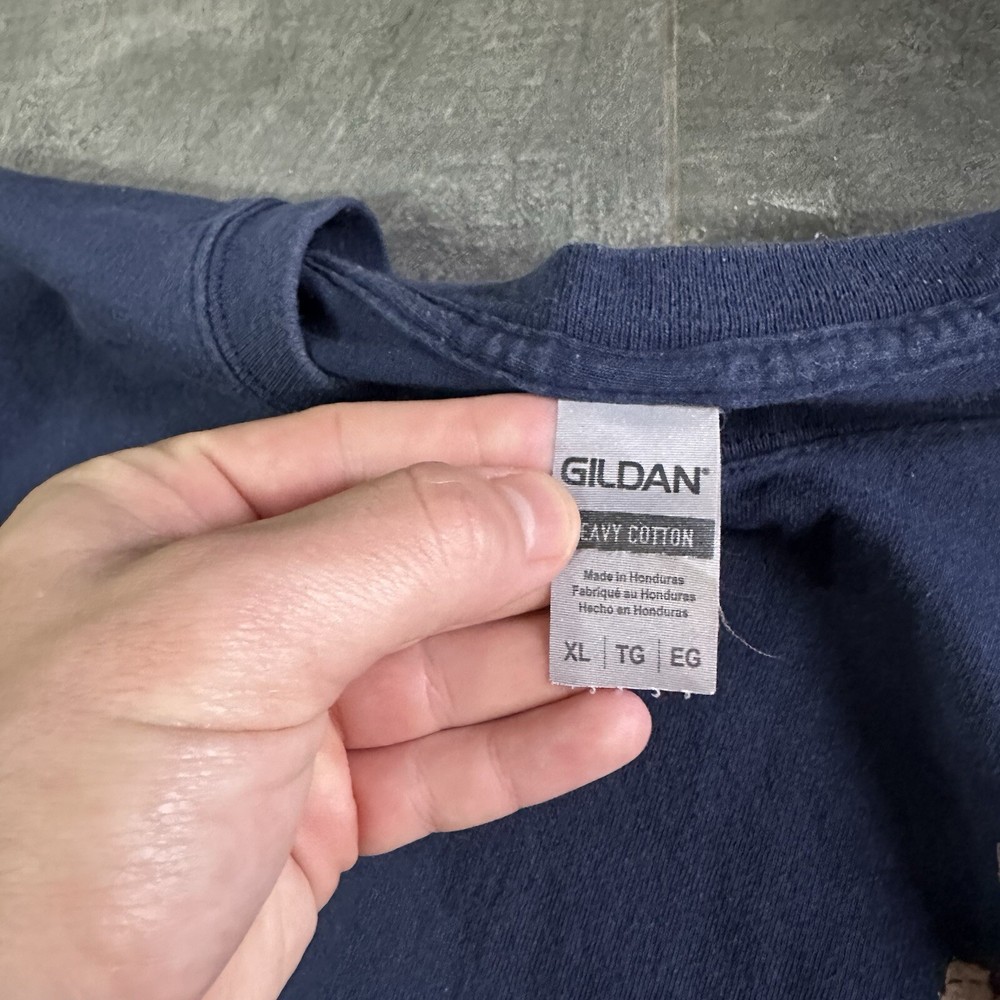 GILDAN®
EAVY COTTON
Made in Honduras
Fabriqué au Honduras
Hecho en Honduras
XL | TG | EG